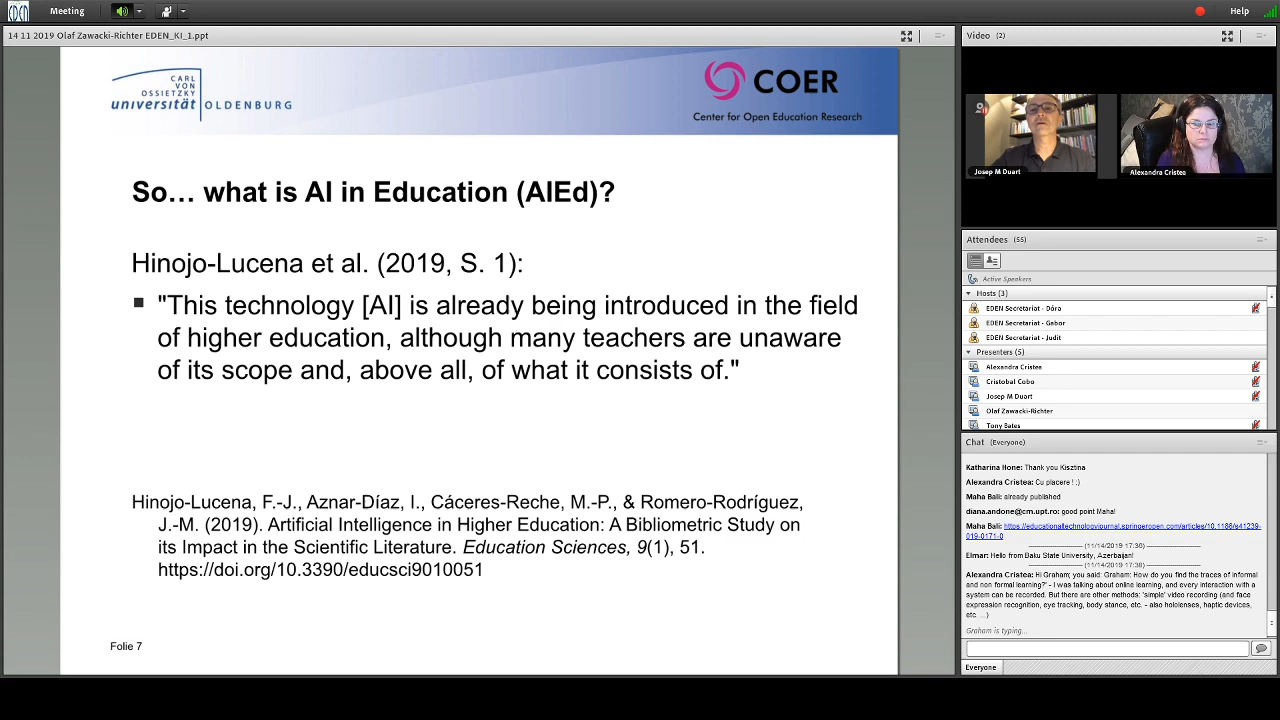 EDEN
Meeting
Help
14 11 2019 Olaf Zawacki-Richter EDEN_KI_1.ppt
CARL
VON
OSSIETZKY
universität OLDENBURG
COER
Center for Open Education Research
So… what is AI in Education (AIEd)?
Hinojo-Lucena et al. (2019, S. 1):
"This technology [AI] is already being introduced in the field
of higher education, although many teachers are unaware
of its scope and, above all, of what it consists of."
Hinojo-Lucena, F.-J., Aznar-Díaz, I., Cáceres-Reche, M.-P., & Romero-Rodríguez,
J.-M. (2019). Artificial Intelligence in Higher Education: A Bibliometric Study on
its Impact in the Scientific Literature. Education Sciences, 9(1), 51.
https://doi.org/10.3390/educsci9010051
Folie 7
Video (2)
Josep M Duart
Alexandra Cristea
Attendees (55)
Active Speakers
Hosts (3)
EDEN Secretariat - Dóra
EDEN Secretariat - Gabor
EDEN Secretariat - Judit
Presenters (5)
Alexandra Cristea
Cristobal Cobo
Josep M Duart
Olaf Zawacki-Richter
Tony Bates
Chat (Everyone)
Katharina Hone: Thank you Kisztina
Alexandra Cristea: Cu placere ! :)
Maha Bali: already published
diana.andone@cm.upt.ro: good point Maha!
Maha Bali: https://educationaltechnologyjournal.springeropen.com/articles/10.1186/s41239-
019-0171-0
(11/14/2019 17:36)
Elmar: Hello from Baku State University, Azerbaijan!
(11/14/2019 17:38)
Alexandra Cristea: Hi Graham; you said: Graham: How do you find the traces of informal
and non formal learning?' - I was talking about online learning, and every interaction with a
system can be recorded. But there are other methods: 'simple' video recording (and face
expression recognition, eye tracking, body stance, etc. - also hololenses, haptic devices,
etc. ...)
Graham is typing...
Everyone